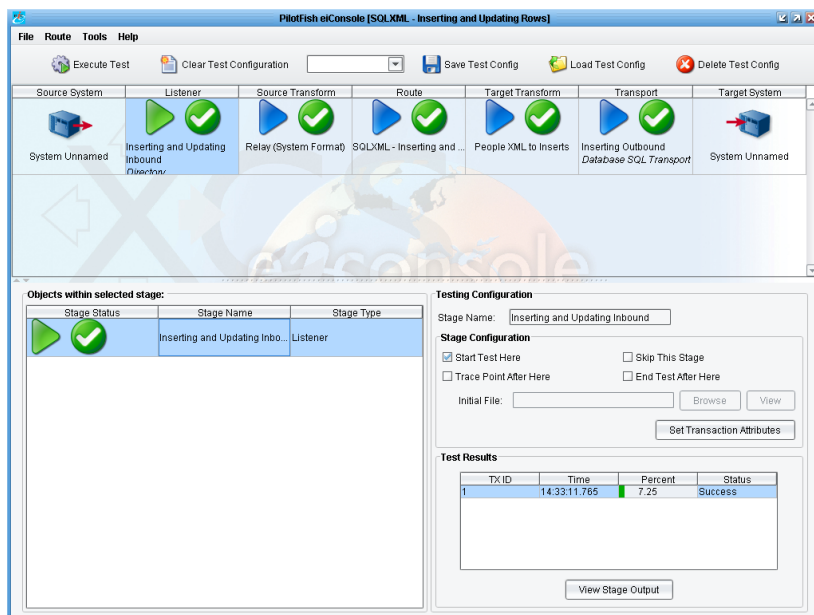 PilotFish eiConsole [SQLXML - Inserting and Updating Rows]
File Route Tools Help
Execute Test Clear Test Configuration Save Test Config Load Test Config Delete Test Config
Source System Listener Source Transform Route Target Transform Transport Target System
System Unnamed
Inserting and Updating
Inbound
Directory
Relay (System Format)
SQLXML - Inserting and ...
People XML to Inserts
Inserting Outbound
Database SQL Transport
System Unnamed
XCS
eiconsole
Objects within selected stage:
Stage Status Stage Name Stage Type
Inserting and Updating Inbo... Listener
Testing Configuration
Stage Name: Inserting and Updating Inbound
Stage Configuration
Start Test Here Skip This Stage
Trace Point After Here End Test After Here
Initial File: Browse View
Set Transaction Attributes
Test Results
TX ID Time Percent Status
1 14:33:11.765 7.25 Success
View Stage Output